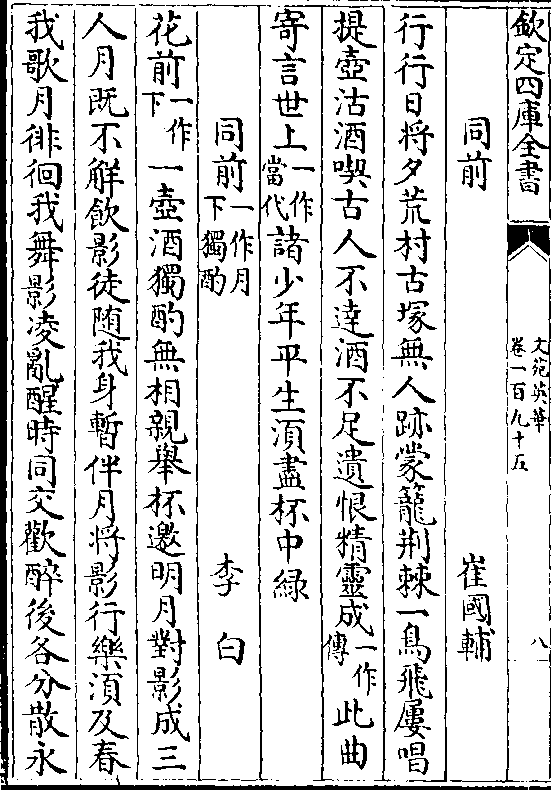 欽定四庫全書
文苑英華
卷一百九十五
八
同前 崔國輔
行行日將夕荒村古塚無人跡蒙籠荆棘一鳥飛屢唱
提壺沽酒喫古人不達酒不足遺恨精靈成一作傳此曲
寄言世上一作當代諸少年平生湏盡杯中緑
同前一作月下獨酌 李白
花前一作下一壺酒獨酌無相親舉杯邀明月對影成三
人月既不解飲影徒随我身暫伴月将影行樂湏及春
我歌月徘徊我舞影凌亂醒時同交歡醉後各分散永